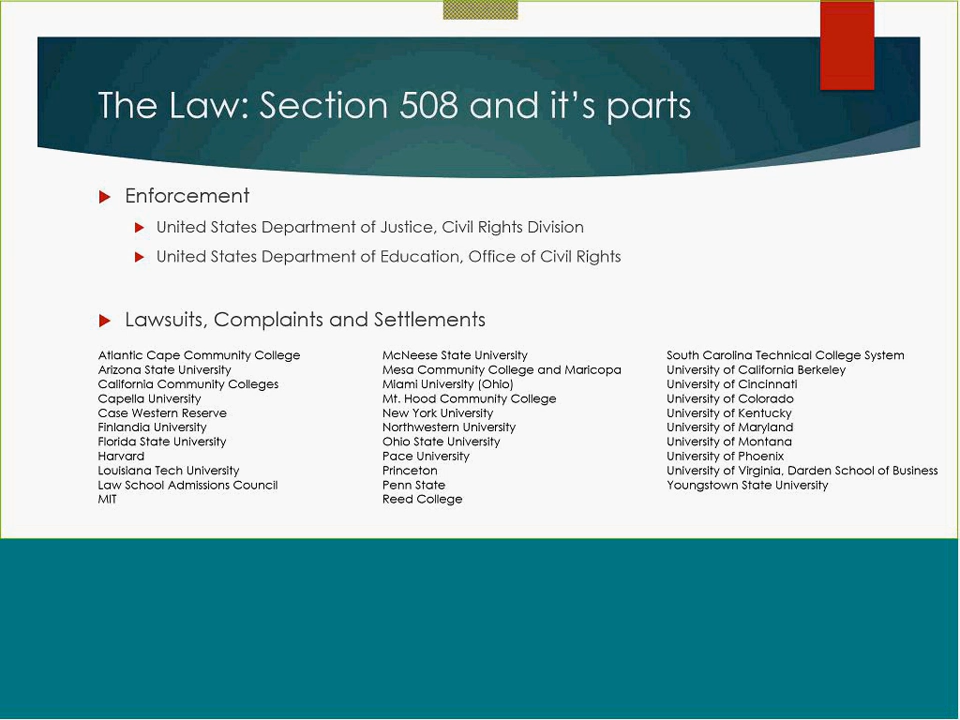 The Law: Section 508 and it’s parts
Enforcement
United States Department of Justice, Civil Rights Division
United States Department of Education, Office of Civil Rights
Lawsuits, Complaints and Settlements
Atlantic Cape Community College
Arizona State University
California Community Colleges
Capella University
Case Western Reserve
Finlandia University
Florida State University
Harvard
Louisiana Tech University
Law School Admissions Council
MIT
McNeese State University
Mesa Community College and Maricopa
Miami University (Ohio)
Mt. Hood Community College
New York University
Northwestern University
Ohio State University
Pace University
Princeton
Penn State
Reed College
South Carolina Technical College System
University of California Berkeley
University of Cincinnati
University of Colorado
University of Kentucky
University of Maryland
University of Montana
University of Phoenix
University of Virginia, Darden School of Business
Youngstown State University